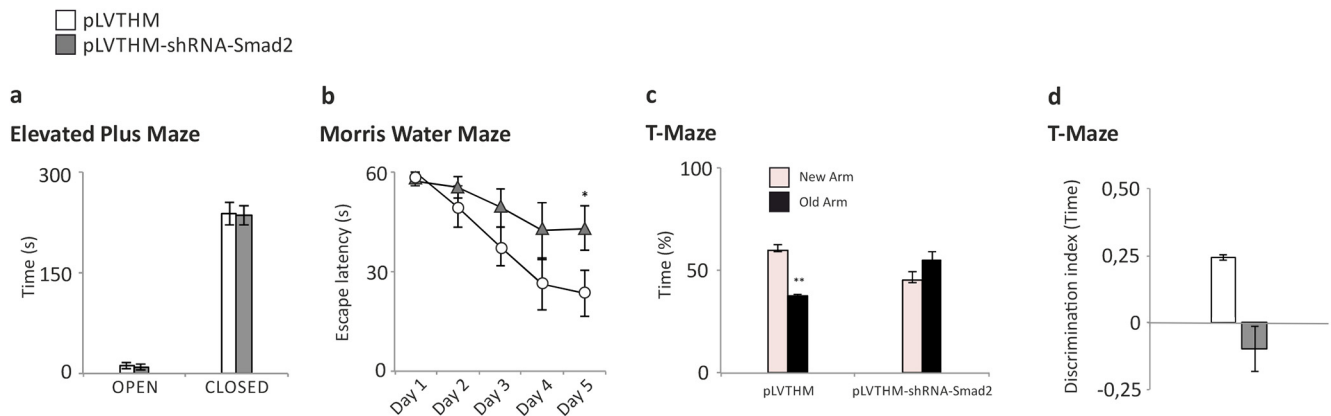 pLVTHM
pLVTHM-shRNA-Smad2
a
Elevated Plus Maze
Time (s)
300
150
0
OPEN
CLOSED
b
Morris Water Maze
Escape latency (s)
60
30
0
*
Day 1
Day 2
Day 3
Day 4
Day 5
c
T-Maze
Time (%)
100
50
0
New Arm
Old Arm
**
pLVTHM
pLVTHM-shRNA-Smad2
d
T-Maze
Discrimination index (Time)
0,50
0,25
0
-0,25